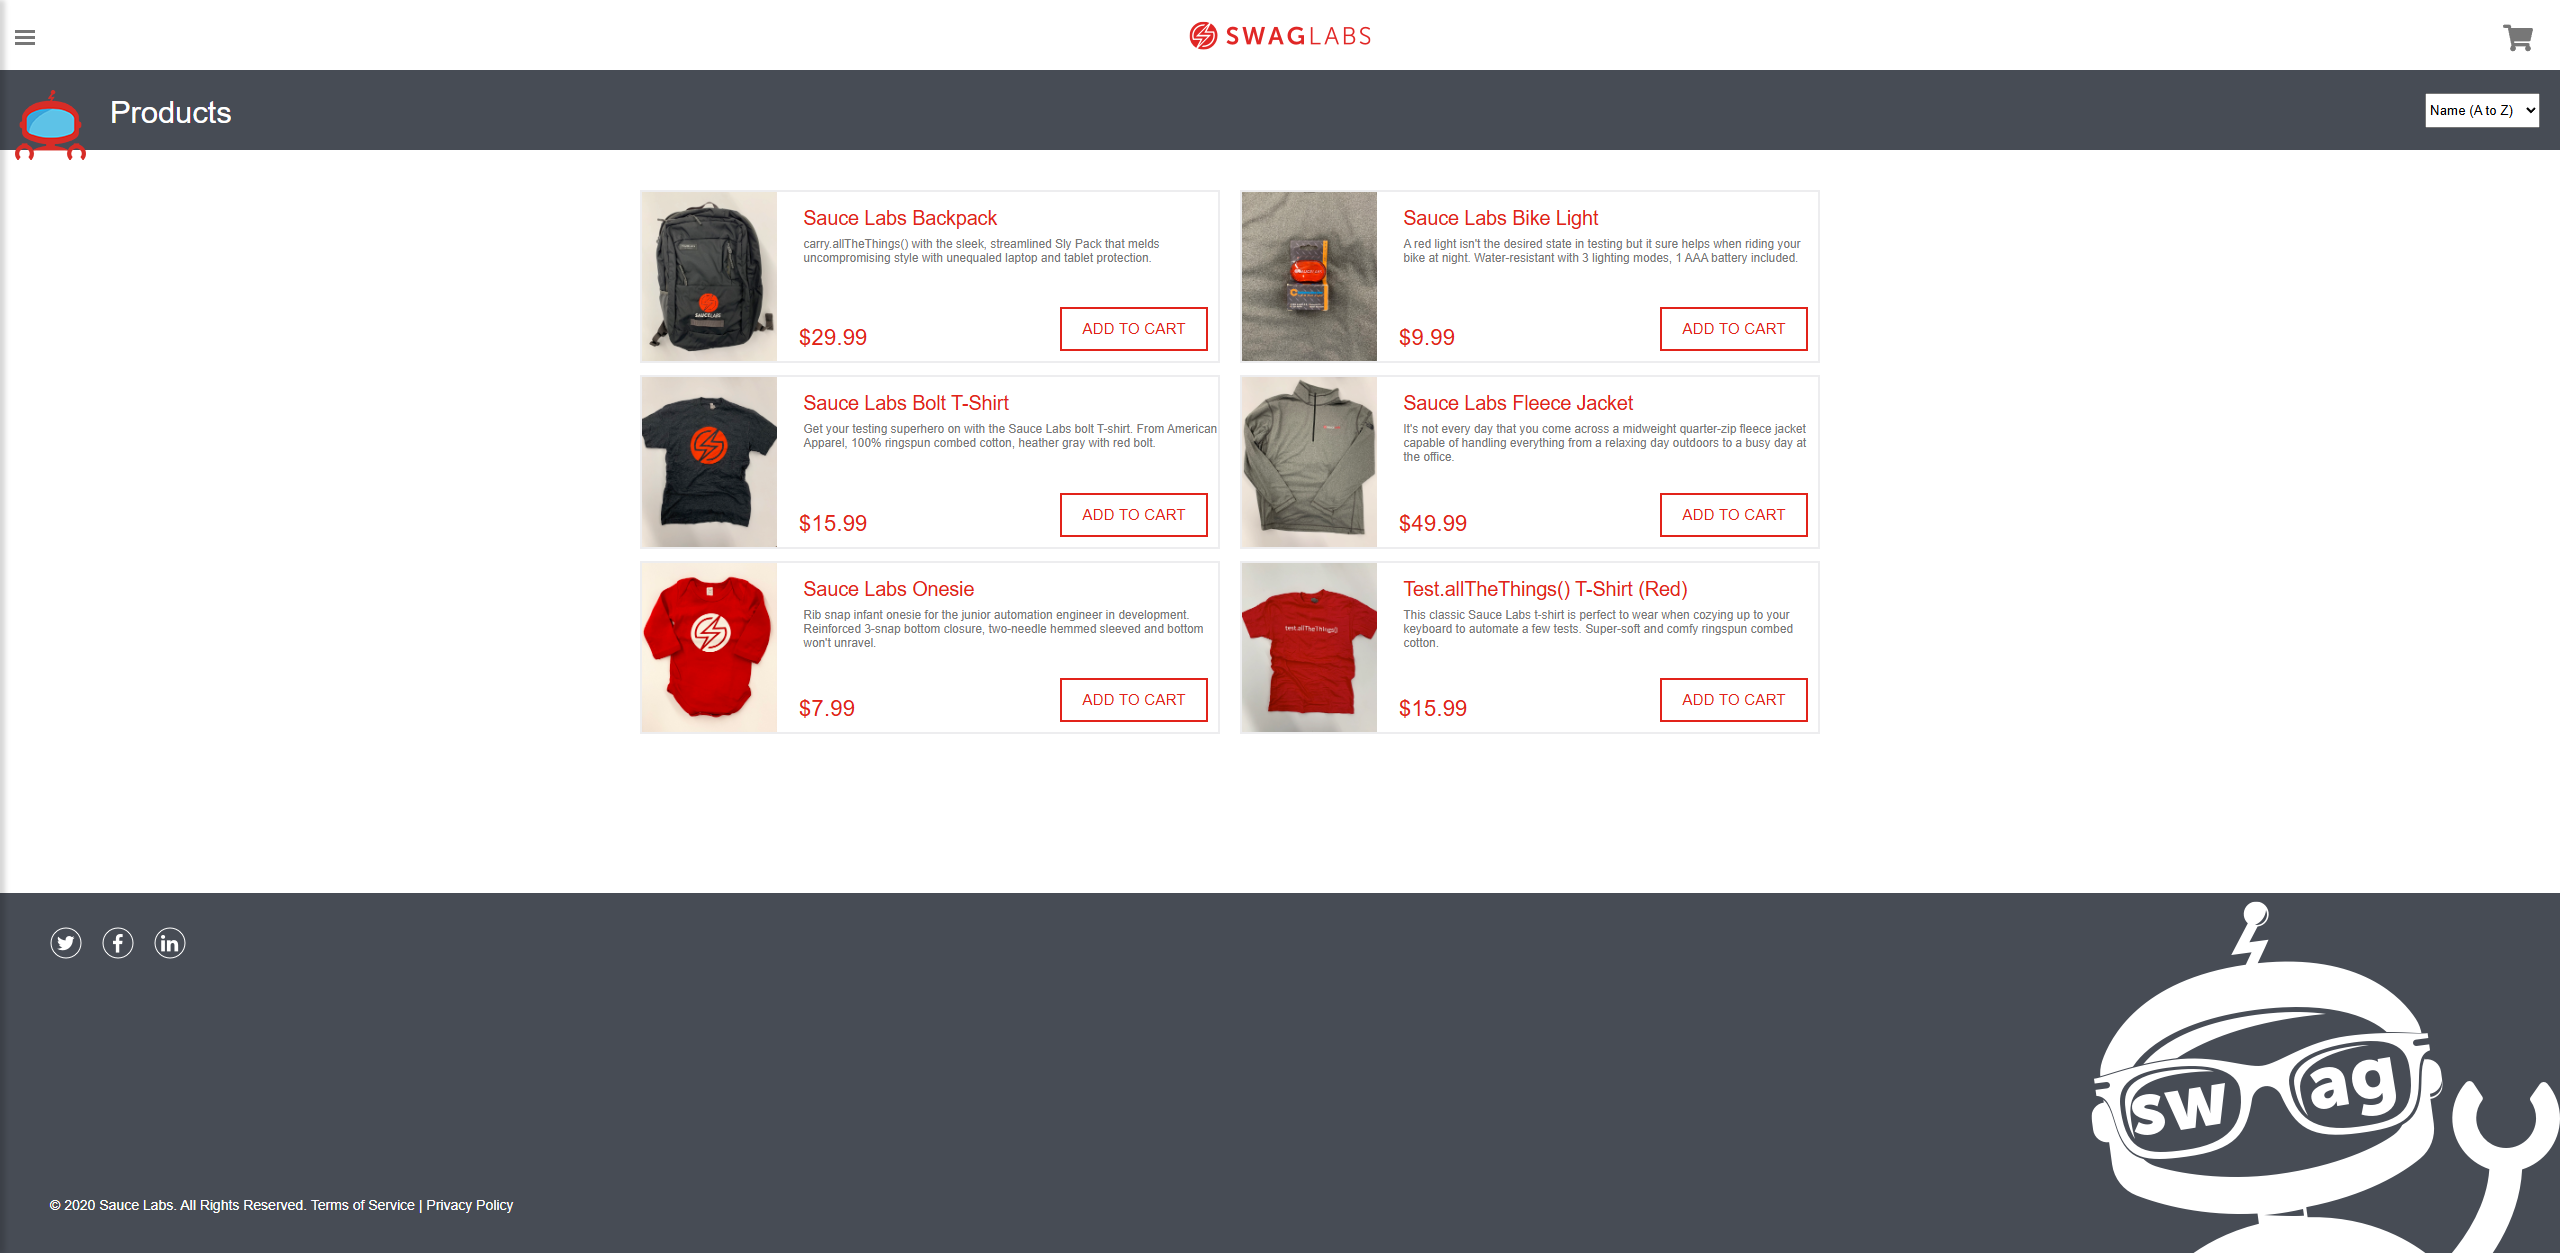 SWAGLABS
Products
Name (A to Z)
Sauce Labs Backpack
carry.allTheThings() with the sleek, streamlined Sly Pack that melds
uncompromising style with unequaled laptop and tablet protection.
$29.99
ADD TO CART
SAUCELABS
Sauce Labs Bike Light
A red light isn't the desired state in testing but it sure helps when riding your
bike at night. Water-resistant with 3 lighting modes, 1 AAA battery included.
$9.99
ADD TO CART
Sauce Labs Bolt T-Shirt
Get your testing superhero on with the Sauce Labs bolt T-shirt. From American
Apparel, 100% ringspun combed cotton, heather gray with red bolt.
$15.99
ADD TO CART
Sauce Labs Fleece Jacket
It's not every day that you come across a midweight quarter-zip fleece jacket
capable of handling everything from a relaxing day outdoors to a busy day at
the office.
$49.99
ADD TO CART
Sauce Labs Onesie
Rib snap infant onesie for the junior automation engineer in development.
Reinforced 3-snap bottom closure, two-needle hemmed sleeved and bottom
won't unravel.
$7.99
ADD TO CART
test.allTheThings()
Test.allTheThings() T-Shirt (Red)
This classic Sauce Labs t-shirt is perfect to wear when cozying up to your
keyboard to automate a few tests. Super-soft and comfy ringspun combed
cotton.
$15.99
ADD TO CART
sw ag
© 2020 Sauce Labs. All Rights Reserved. Terms of Service | Privacy Policy